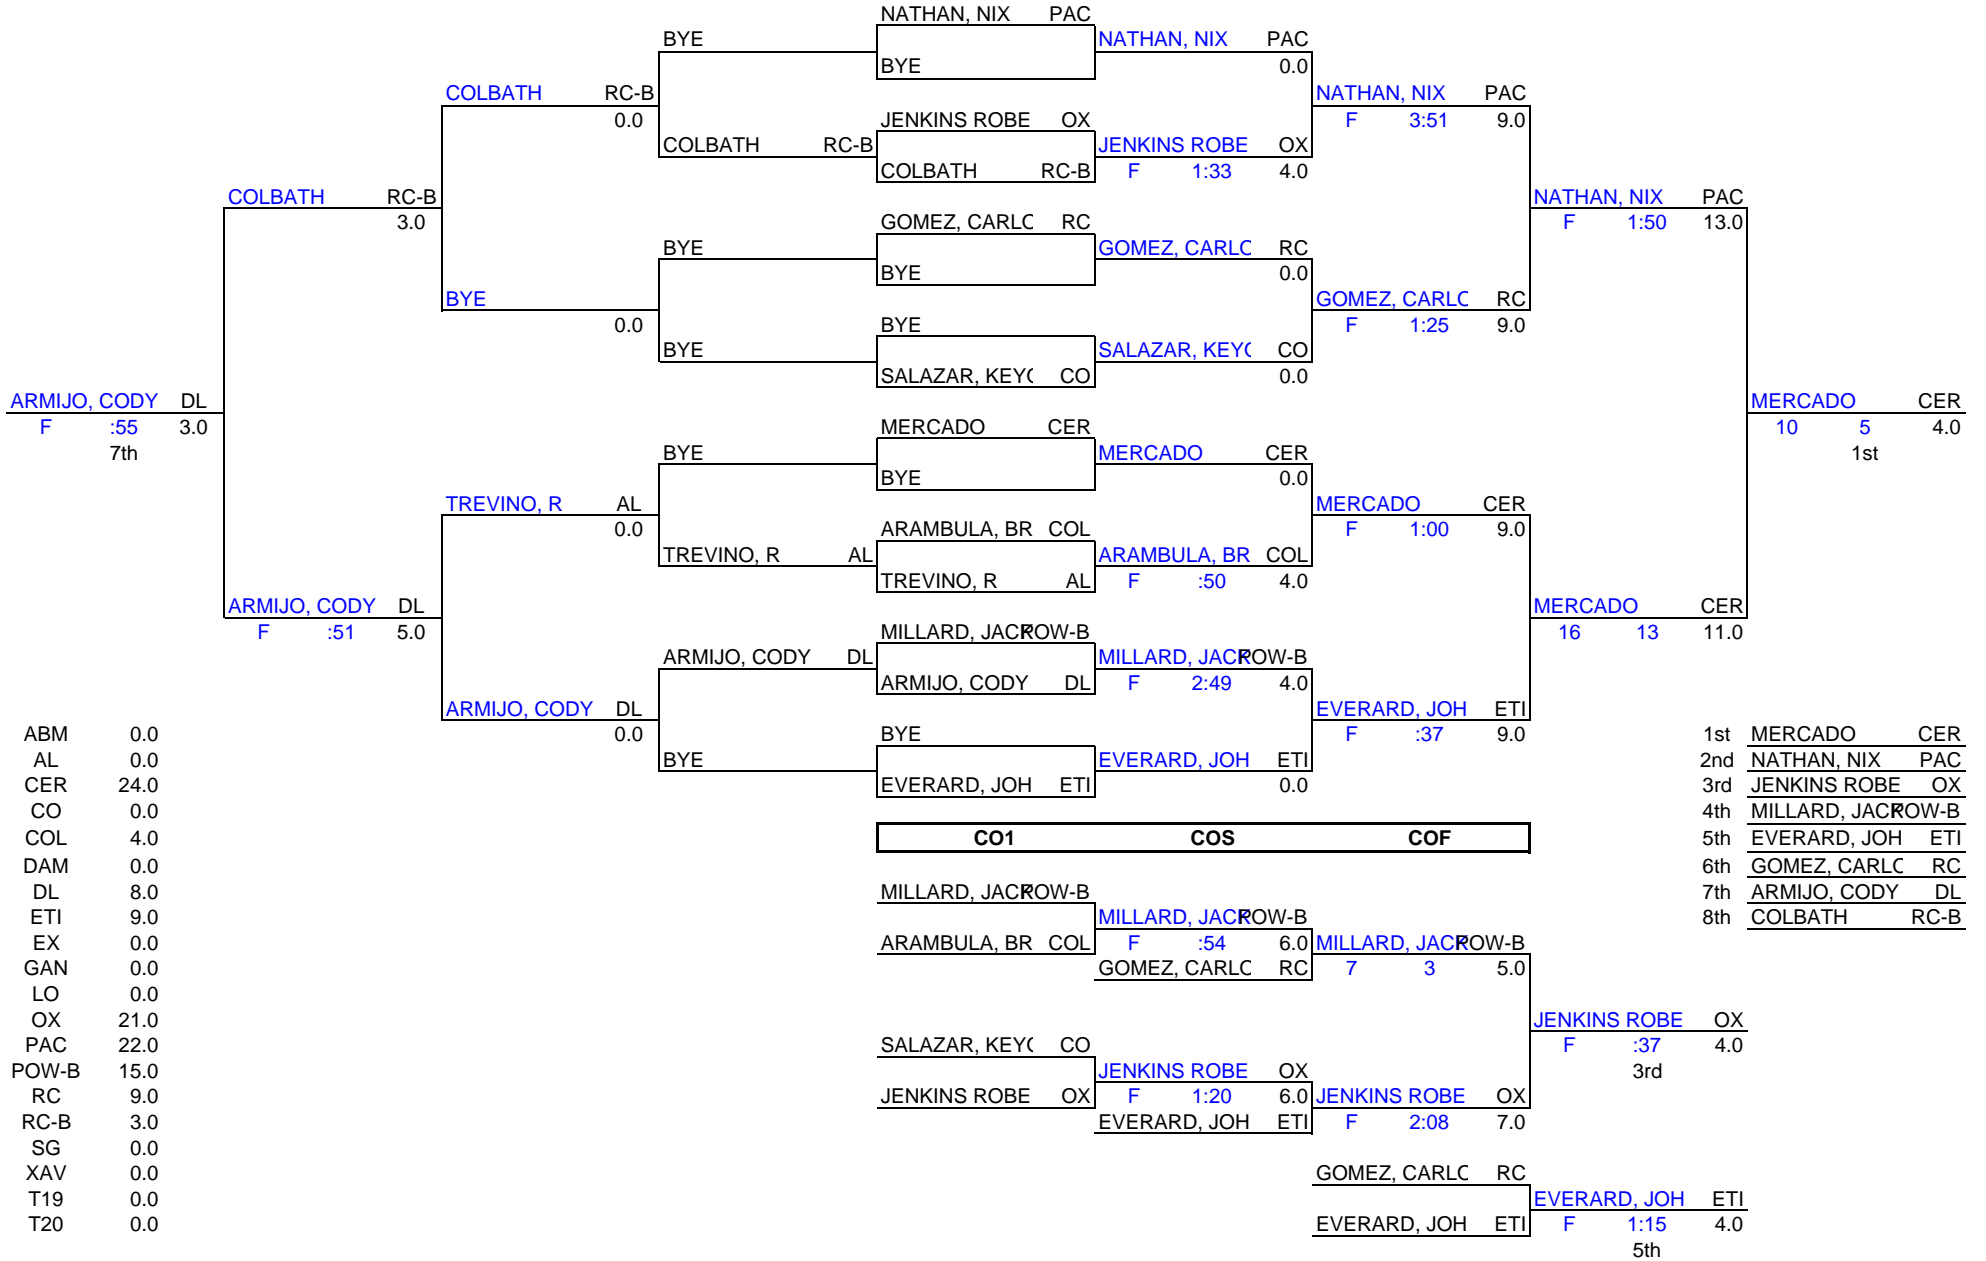 NATHAN, NIX PAC
BYE NATHAN, NIX PAC
BYE 0.0
COLBATH RC-B NATHAN, NIX PAC
0.0 JENKINS ROBE OX F 3:51 9.0
COLBATH RC-B JENKINS ROBE OX
COLBATH RC-B F 1:33 4.0
COLBATH RC-B NATHAN, NIX PAC
3.0 GOMEZ, CARLO RC F 1:50 13.0
BYE GOMEZ, CARLO RC
BYE 0.0
BYE GOMEZ, CARLO RC
0.0 BYE F 1:25 9.0
BYE SALAZAR, KEYO CO
SALAZAR, KEYO CO 0.0
ARMIJO, CODY DL MERCADO CER
F :55 3.0 MERCADO CER 10 5 4.0
7th BYE MERCADO CER 1st
BYE 0.0
TREVINO, R AL MERCADO CER
0.0 ARAMBULA, BR COL F 1:00 9.0
TREVINO, R AL ARAMBULA, BR COL
TREVINO, R AL F :50 4.0
ARMIJO, CODY DL MERCADO CER
F :51 5.0 MILLARD, JACK POW-B 16 13 11.0
ARMIJO, CODY DL MILLARD, JACK POW-B
ARMIJO, CODY DL F 2:49 4.0
ARMIJO, CODY DL EVERARD, JOH ETI
ABM 0.0 0.0 BYE F :37 9.0 1st MERCADO CER
AL 0.0 BYE EVERARD, JOH ETI 2nd NATHAN, NIX PAC
CER 24.0 EVERARD, JOH ETI 0.0 3rd JENKINS ROBE OX
CO 0.0 4th MILLARD, JACK POW-B
COL 4.0 CO1 COS COF 5th EVERARD, JOH ETI
DAM 0.0 6th GOMEZ, CARLO RC
DL 8.0 MILLARD, JACK POW-B 7th ARMIJO, CODY DL
ETI 9.0 MILLARD, JACK POW-B 8th COLBATH RC-B
EX 0.0 ARAMBULA, BR COL F :54 6.0 MILLARD, JACK POW-B
GAN 0.0 GOMEZ, CARLO RC 7 3 5.0
LO 0.0
OX 21.0 JENKINS ROBE OX
PAC 22.0 SALAZAR, KEYO CO F :37 4.0
POW-B 15.0 JENKINS ROBE OX 3rd
RC 9.0 JENKINS ROBE OX F 1:20 6.0 JENKINS ROBE OX
RC-B 3.0 EVERARD, JOH ETI F 2:08 7.0
SG 0.0
XAV 0.0 GOMEZ, CARLO RC
T19 0.0 EVERARD, JOH ETI
T20 0.0 EVERARD, JOH ETI F 1:15 4.0
5th